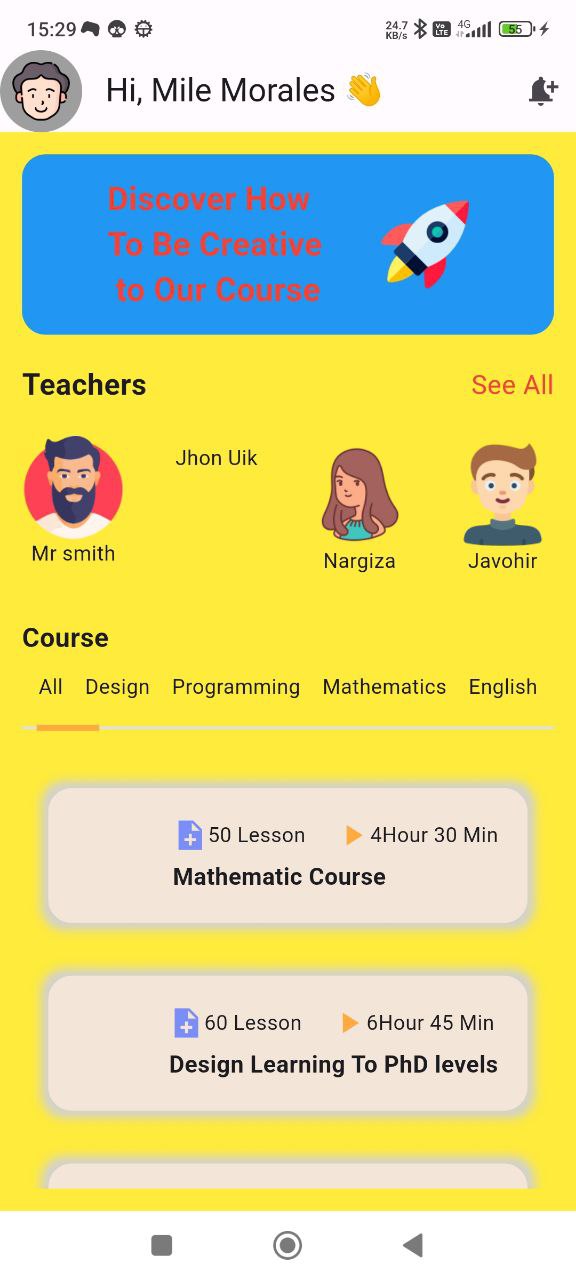 15:29 24.7 KB/s Vo LTE 4G 55
Hi, Mile Morales 👋
Discover How
To Be Creative
to Our Course
Teachers See All
Jhon Uik
Mr smith Nargiza Javohir
Course
All Design Programming Mathematics English
50 Lesson 4Hour 30 Min
Mathematic Course
60 Lesson 6Hour 45 Min
Design Learning To PhD levels